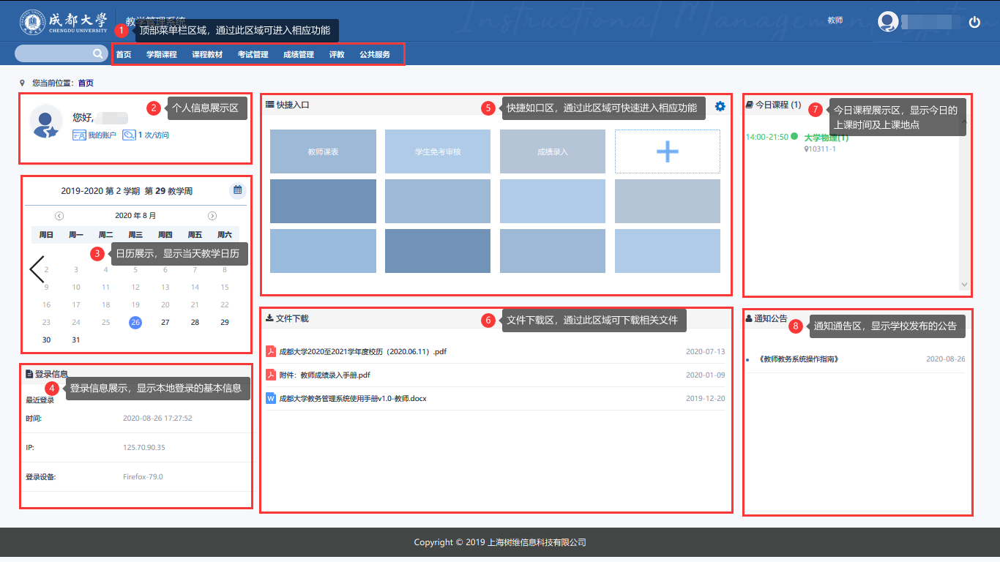 成都大学
CHENGDU UNIVERSITY
教学管理系统
Instructional Management System
教师
1 顶部菜单栏区域，通过此区域可进入相应功能
首页 学期课程 课程教材 考试管理 成绩管理 评教 公共服务
您当前位置：首页
2 个人信息展示区
您好,
我的账户 1 次/访问
2019-2020 第 2 学期 第 29 教学周
2020 年 8 月
周日 周一 周二 周三 周四 周五 周六
3 日历展示，显示当天教学日历
2 3 4 5 6 7 8
9 10 11 12 13 14 15
16 17 18 19 20 21 22
23 24 25 26 27 28 29
30 31
登录信息
4 登录信息展示，显示本地登录的基本信息
最近登录
时间: 2020-08-26 17:27:52
IP: 125.70.90.35
登录设备: Firefox-79.0
快捷入口
5 快捷如口区，通过此区域可快速进入相应功能
教师课表 学生免考审核 成绩录入
文件下载
6 文件下载区，通过此区域可下载相关文件
成都大学2020至2021学年度校历（2020.06.11）.pdf 2020-07-13
附件：教师成绩录入手册.pdf 2020-01-09
成都大学教务管理系统使用手册v1.0-教师.docx 2019-12-20
今日课程 (1)
7 今日课程展示区，显示今日的
上课时间及上课地点
14:00-21:50 大学物理(1)
10311-1
通知公告
8 通知通告区，显示学校发布的公告
《教师教务系统操作指南》 2020-08-26
Copyright © 2019 上海树维信息科技有限公司